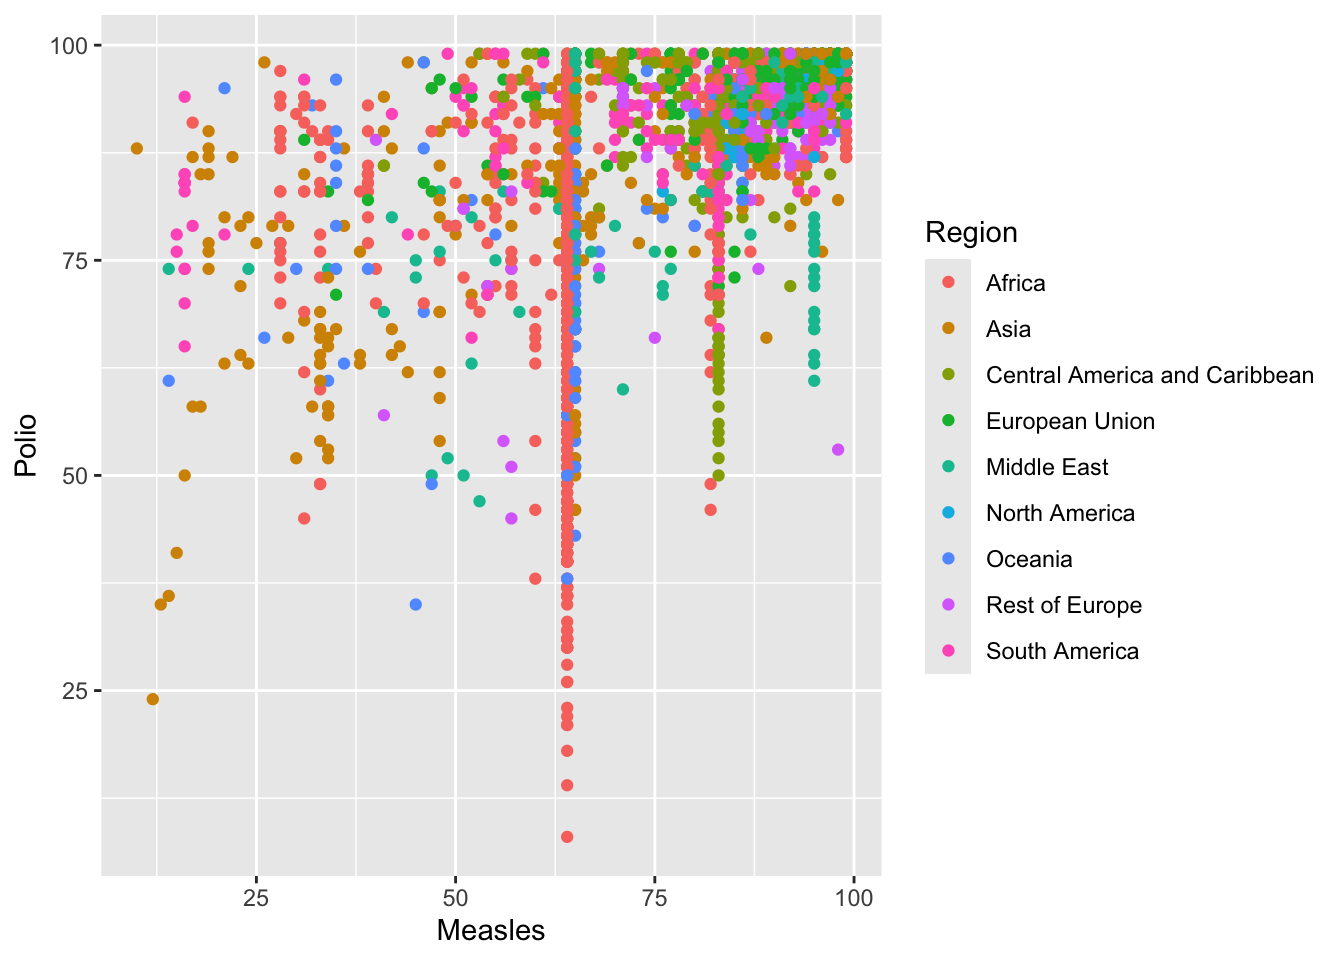 100
75
50
25
Polio
25
50
75
100
Measles
Region
Africa
Asia
Central America and Caribbean
European Union
Middle East
North America
Oceania
Rest of Europe
South America